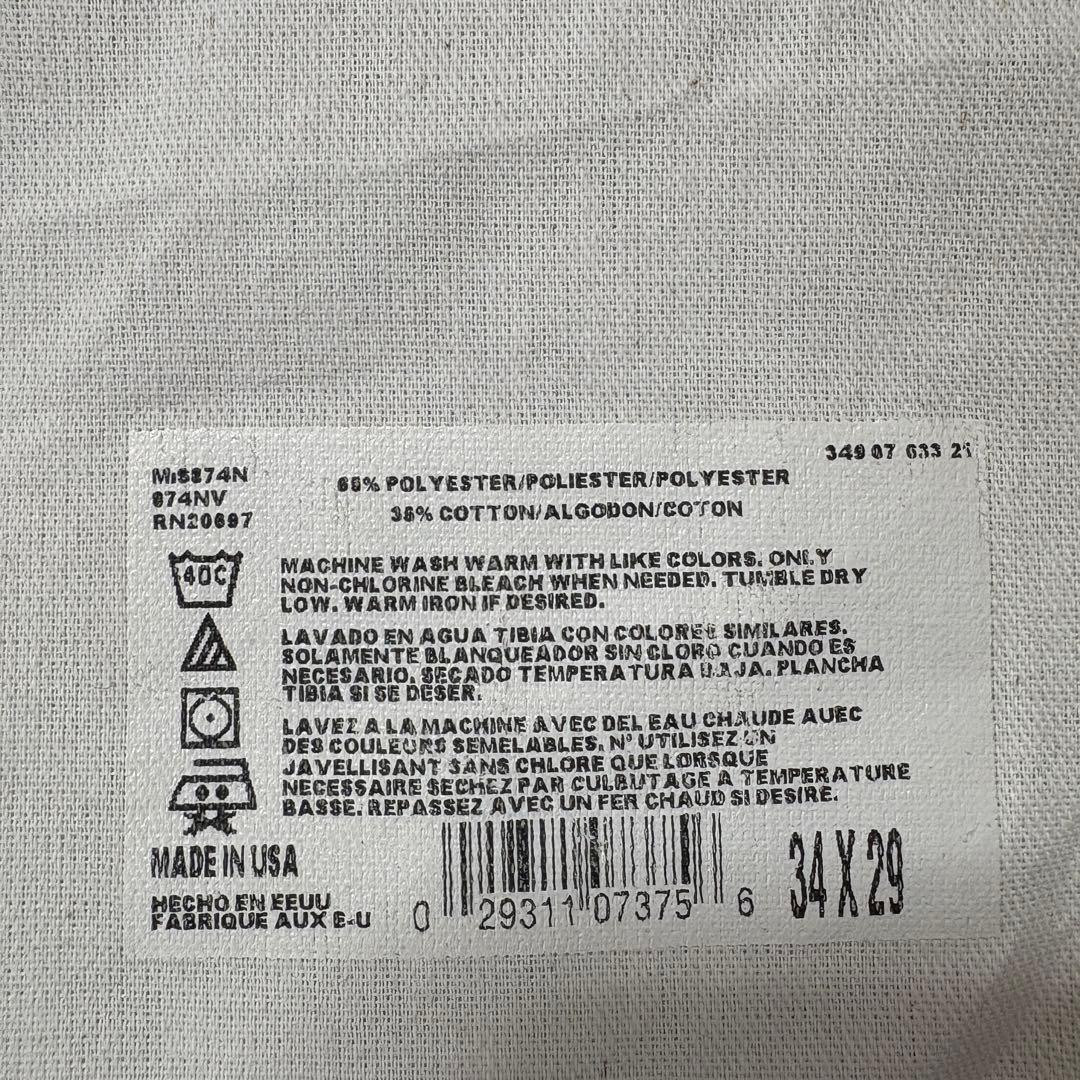 MIS874N
874NV
RN20697
349 07 633 21
65% POLYESTER/POLIESTER/POLYESTER
35% COTTON/ALGODON/COTON
40C
MACHINE WASH WARM WITH LIKE COLORS. ONLY
NON-CHLORINE BLEACH WHEN NEEDED. TUMBLE DRY
LOW. WARM IRON IF DESIRED.
LAVADO EN AGUA TIBIA CON COLORES SIMILARES.
SOLAMENTE BLANQUEADOR SIN CLORO CUANDO ES
NECESARIO. SECADO TEMPERATURA BAJA. PLANCHA
TIBIA SI SE DESER.
LAVEZ A LA MACHINE AVEC DEL EAU CHAUDE AUEC
DES COULEURS SEMELABLES. N° UTILISEZ UN
JAVELLISANT SANS CHLORE QUE LORSQUE
NECESSAIRE SECHEZ PAR CULBUTAGE A TEMPERATURE
BASSE. REPASSEZ AVEC UN FER CHAUD SI DESIRE.
MADE IN USA
HECHO EN EEUU
FABRIQUE AUX E-U
0 29311 07375 6
34 X 29